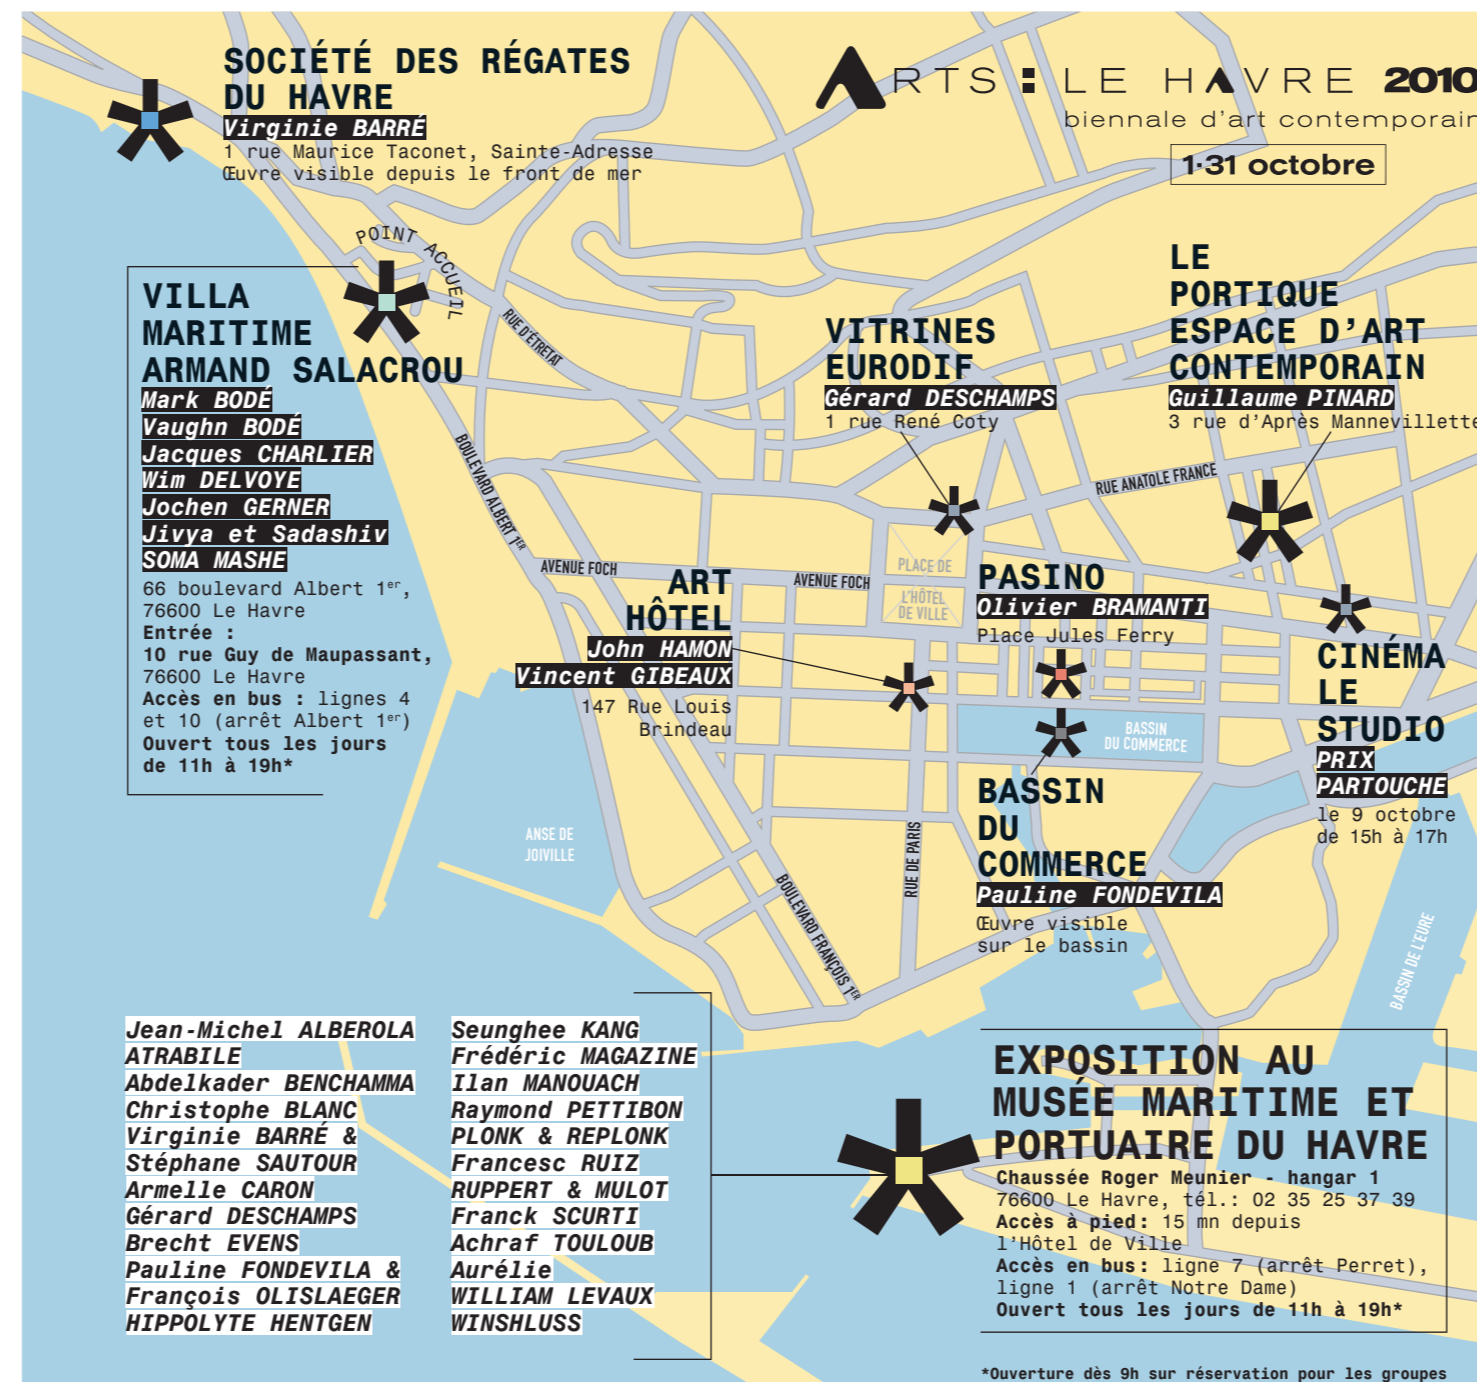 SOCIÉTÉ DES RÉGATES
DU HAVRE
Virginie BARRÉ
1 rue Maurice Taconet, Sainte-Adresse
Œuvre visible depuis le front de mer
ARTS : LE HAVRE 2010
biennale d'art contemporain
1·31 octobre
POINT ACCUEIL
VILLA
MARITIME
ARMAND SALACROU
Mark BODÉ
Vaughn BODÉ
Jacques CHARLIER
Wim DELVOYE
Jochen GERNER
Jivya et Sadashiv
SOMA MASHE
66 boulevard Albert 1er,
76600 Le Havre
Entrée :
10 rue Guy de Maupassant,
76600 Le Havre
Accès en bus : lignes 4
et 10 (arrêt Albert 1er)
Ouvert tous les jours
de 11h à 19h*
RUE D'ÉTRETAT
BOULEVARD ALBERT 1ER
VITRINES
EURODIF
Gérard DESCHAMPS
1 rue René Coty
LE
PORTIQUE
ESPACE D'ART
CONTEMPORAIN
Guillaume PINARD
3 rue d'Après Mannevillette
RUE ANATOLE FRANCE
AVENUE FOCH
AVENUE FOCH
PLACE DE
L'HÔTEL
DE VILLE
ART
HÔTEL
John HAMON
Vincent GIBEAUX
147 Rue Louis
Brindeau
PASINO
Olivier BRAMANTI
Place Jules Ferry
CINÉMA
LE
STUDIO
PRIX
PARTOUCHE
le 9 octobre
de 15h à 17h
BASSIN
DU COMMERCE
BASSIN
DU
COMMERCE
Pauline FONDEVILA
Œuvre visible
sur le bassin
ANSE DE
JOIVILLE
RUE DE PARIS
BOULEVARD FRANÇOIS 1ER
BASSIN DE L'EURE
Jean-Michel ALBEROLA
ATRABILE
Abdelkader BENCHAMMA
Christophe BLANC
Virginie BARRÉ &
Stéphane SAUTOUR
Armelle CARON
Gérard DESCHAMPS
Brecht EVENS
Pauline FONDEVILA &
François OLISLAEGER
HIPPOLYTE HENTGEN
Seunghee KANG
Frédéric MAGAZINE
Ilan MANOUACH
Raymond PETTIBON
PLONK & REPLONK
Francesc RUIZ
RUPPERT & MULOT
Franck SCURTI
Achraf TOULOUB
Aurélie
WILLIAM LEVAUX
WINSHLUSS
EXPOSITION AU
MUSÉE MARITIME ET
PORTUAIRE DU HAVRE
Chaussée Roger Meunier - hangar 1
76600 Le Havre, tél.: 02 35 25 37 39
Accès à pied: 15 mn depuis
l'Hôtel de Ville
Accès en bus: ligne 7 (arrêt Perret),
ligne 1 (arrêt Notre Dame)
Ouvert tous les jours de 11h à 19h*
*Ouverture dès 9h sur réservation pour les groupes